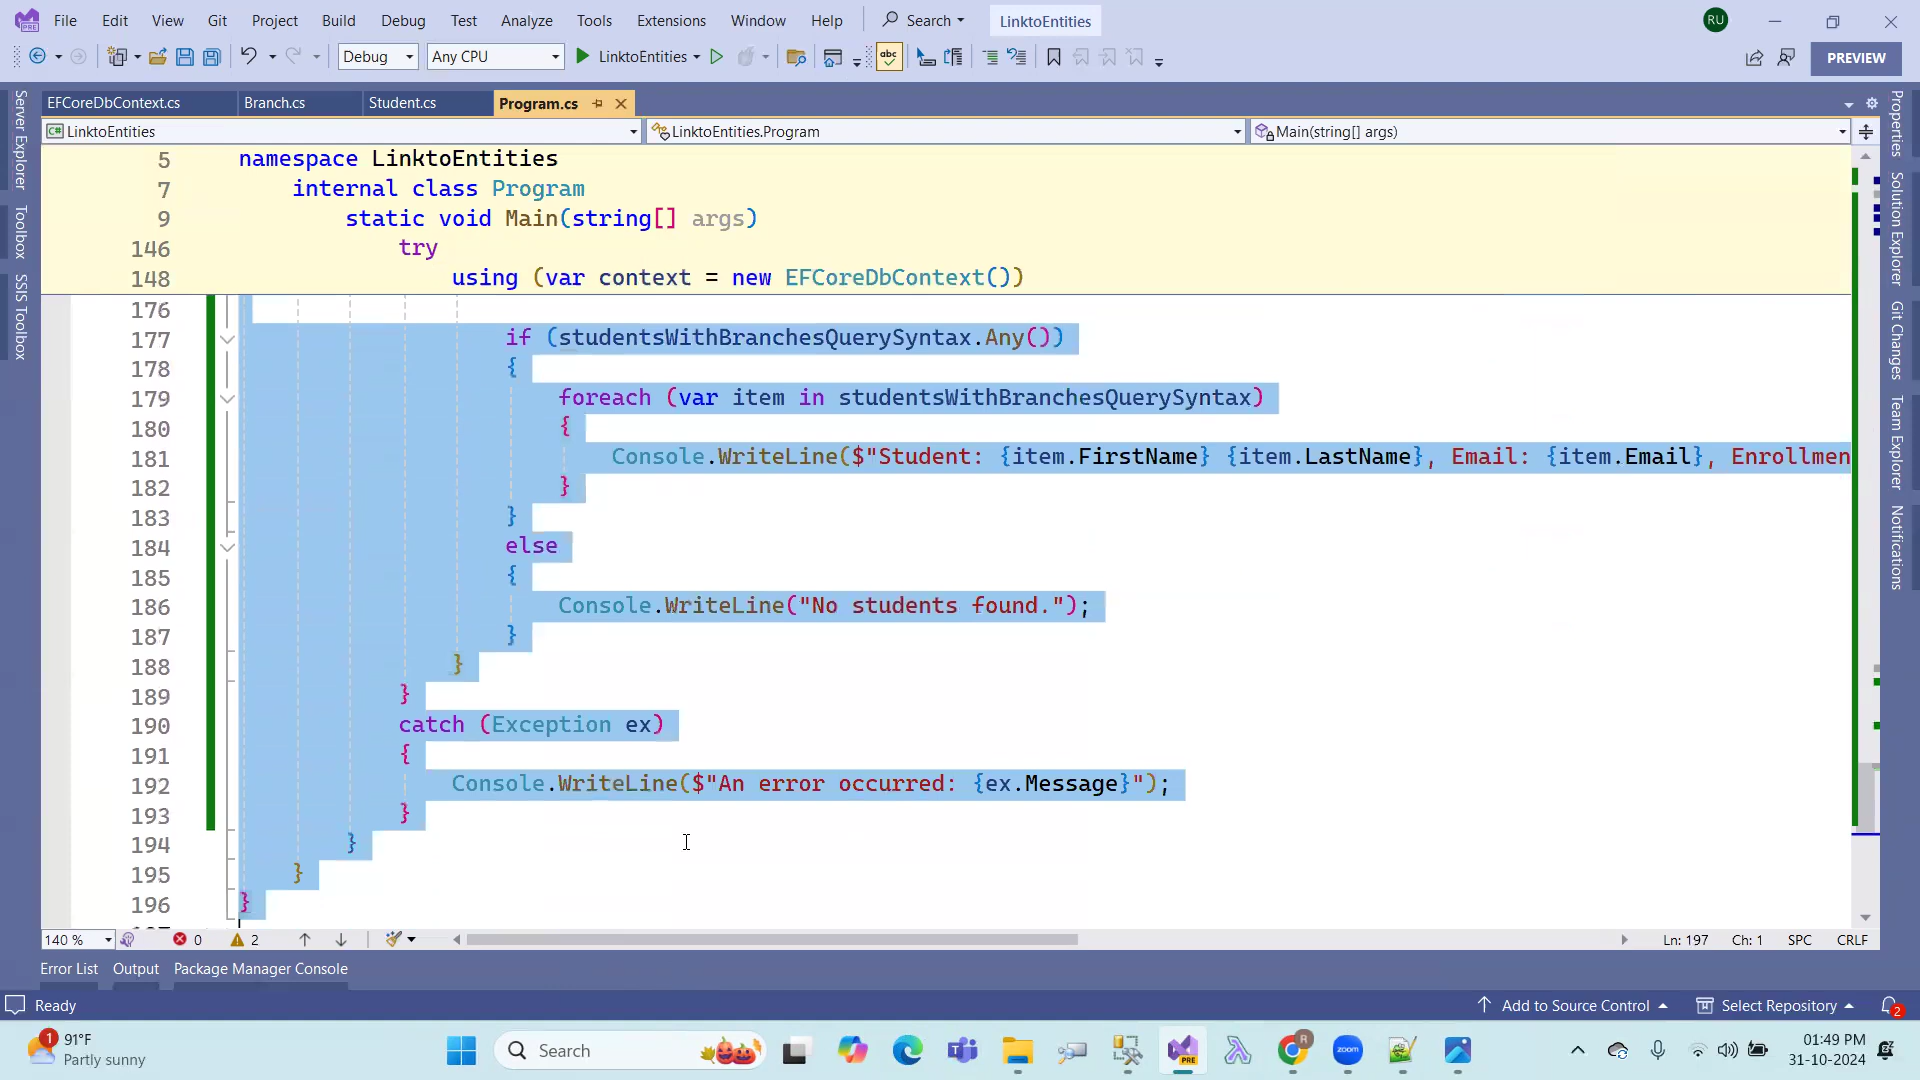 File Edit View Git Project Build Debug Test Analyze Tools Extensions Window Help Search LinktoEntities RU
Debug Any CPU LinktoEntities abc PREVIEW
EFCoreDbContext.cs Branch.cs Student.cs Program.cs
C# LinktoEntities LinktoEntities.Program Main(string[] args)
5 namespace LinktoEntities
7 internal class Program
9 static void Main(string[] args)
146 try
148 using (var context = new EFCoreDbContext())
176
177 if (studentsWithBranchesQuerySyntax.Any())
178 {
179 foreach (var item in studentsWithBranchesQuerySyntax)
180 {
181 Console.WriteLine($"Student: {item.FirstName} {item.LastName}, Email: {item.Email}, Enrollmen
182 }
183 }
184 else
185 {
186 Console.WriteLine("No students found.");
187 }
188 }
189 }
190 catch (Exception ex)
191 {
192 Console.WriteLine($"An error occurred: {ex.Message}");
193 }
194 }
195 }
196 }
Server Explorer
Toolbox
SSIS Toolbox
Properties
Solution Explorer
Git Changes
Team Explorer
Notifications
140 % 0 2 Ln: 197 Ch: 1 SPC CRLF
Error List Output Package Manager Console
Ready Add to Source Control Select Repository 2
1 91°F
Partly sunny
Search
PRE
R
zoom
01:49 PM
31-10-2024